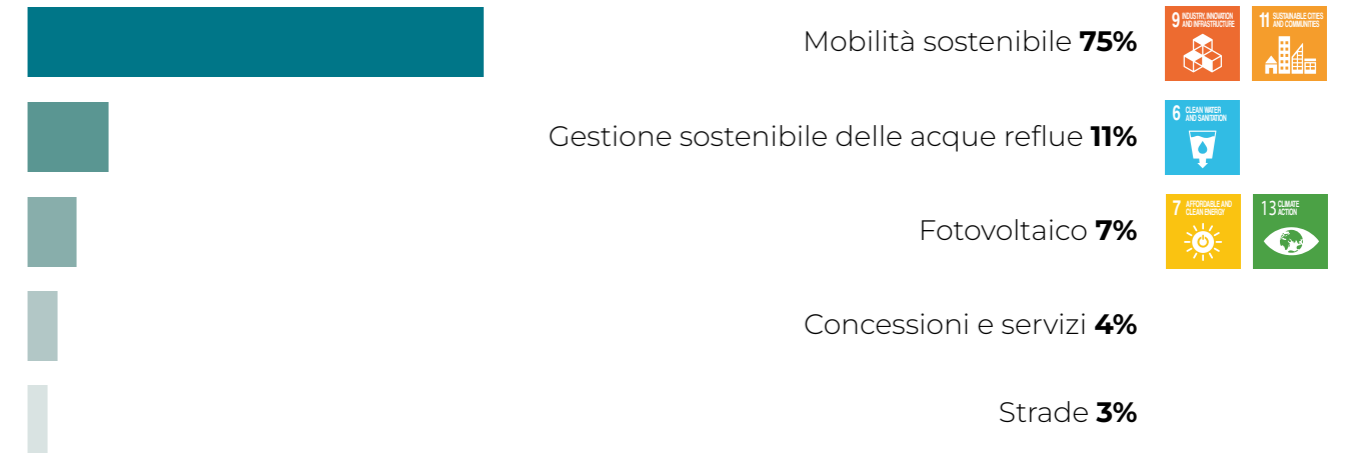 Mobilità sostenibile 75%
9 INDUSTRY, INNOVATION
AND INFRASTRUCTURE
11 SUSTAINABLE CITIES
AND COMMUNITIES
Gestione sostenibile delle acque reflue 11%
6 CLEAN WATER
AND SANITATION
Fotovoltaico 7%
7 AFFORDABLE AND
CLEAN ENERGY
13 CLIMATE
ACTION
Concessioni e servizi 4%
Strade 3%